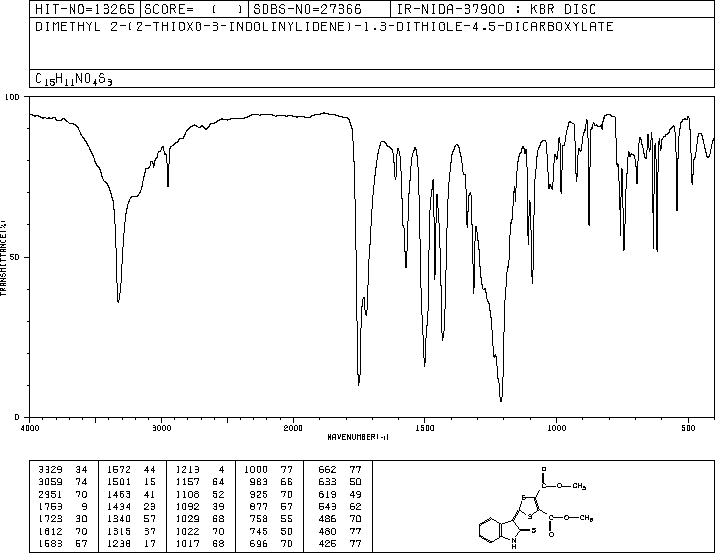 HIT-NO=13265 SCORE= ( ) SDBS-NO=27366 IR-NIDA-37900 : KBR DISC
DIMETHYL 2-(2-THIOXO-3-INDOLINYLIDENE)-1,3-DITHIOLE-4,5-DICARBOXYLATE
C15H11NO4S3
100
50
0
TRANSMITTANCE(%)
4000 3000 2000 1500 1000 500
WAVENUMBER(-1)
3329 34 1572 44 1213 4 1000 77 662 77
3059 74 1501 15 1157 64 983 66 633 50
2951 70 1463 41 1108 52 925 70 619 49
1753 9 1434 23 1092 39 877 57 543 62
1723 30 1340 57 1029 68 758 55 486 70
1612 70 1315 37 1022 70 745 50 480 77
1583 67 1238 17 1017 68 696 70 426 77
O
C-O-CH3
S
S
C-O-CH3
O
S
N
H